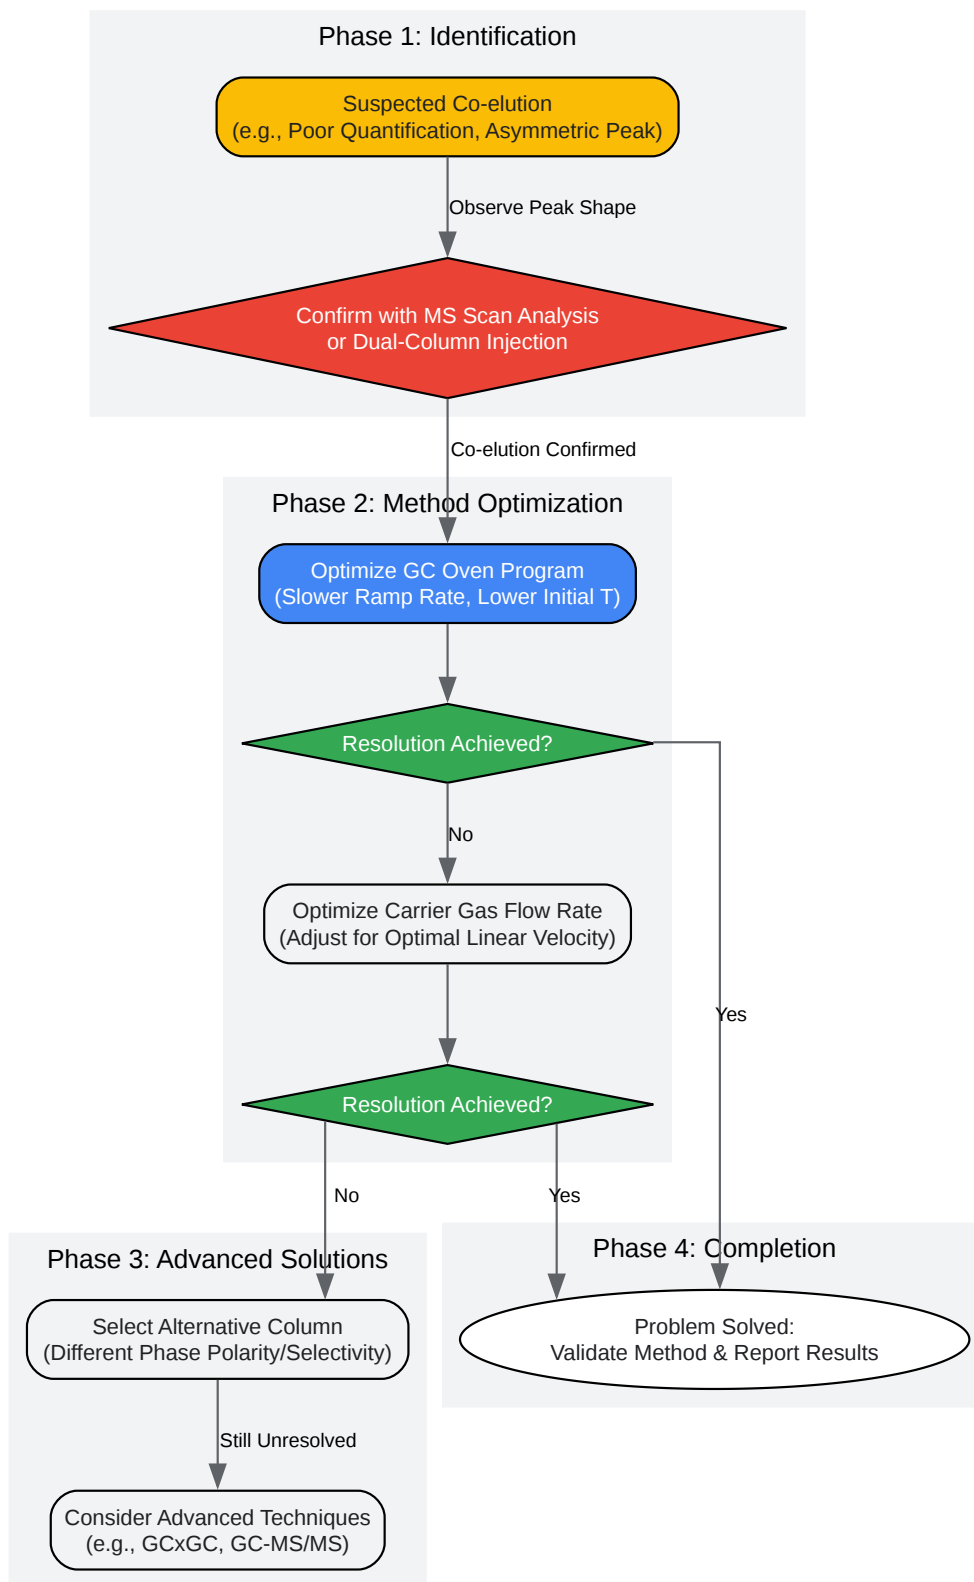 Phase 1: Identification
Suspected Co-elution
(e.g., Poor Quantification, Asymmetric Peak)
Observe Peak Shape
Confirm with MS Scan Analysis
or Dual-Column Injection
Co-elution Confirmed
Phase 2: Method Optimization
Optimize GC Oven Program
(Slower Ramp Rate, Lower Initial T)
Resolution Achieved?
No
Optimize Carrier Gas Flow Rate
(Adjust for Optimal Linear Velocity)
Yes
Resolution Achieved?
No
Yes
Phase 3: Advanced Solutions
Select Alternative Column
(Different Phase Polarity/Selectivity)
Still Unresolved
Consider Advanced Techniques
(e.g., GCxGC, GC-MS/MS)
Phase 4: Completion
Problem Solved:
Validate Method & Report Results